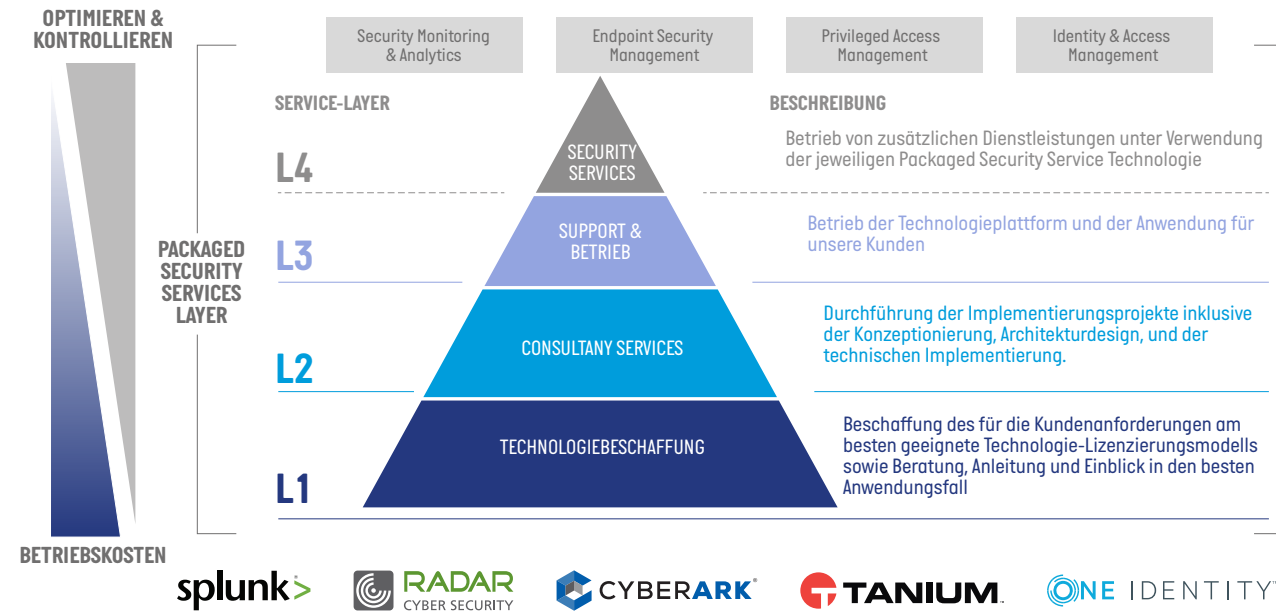 OPTIMIEREN &
KONTROLLIEREN
Security Monitoring
& Analytics
Endpoint Security
Management
Privileged Access
Management
Identity & Access
Management
SERVICE-LAYER
BESCHREIBUNG
L4
SECURITY
SERVICES
Betrieb von zusätzlichen Dienstleistungen unter Verwendung
der jeweiligen Packaged Security Service Technologie
PACKAGED
SECURITY
SERVICES
LAYER
L3
SUPPORT &
BETRIEB
Betrieb der Technologieplattform und der Anwendung für
unsere Kunden
L2
CONSULTANY SERVICES
Durchführung der Implementierungsprojekte inklusive
der Konzeptionierung, Architekturdesign, und der
technischen Implementierung.
L1
TECHNOLOGIEBESCHAFFUNG
Beschaffung des für die Kundenanforderungen am
besten geeignete Technologie-Lizenzierungsmodells
sowie Beratung, Anleitung und Einblick in den besten
Anwendungsfall
BETRIEBSKOSTEN
splunk>
RADAR
CYBER SECURITY
CYBERARK
TANIUM
ONE IDENTITY